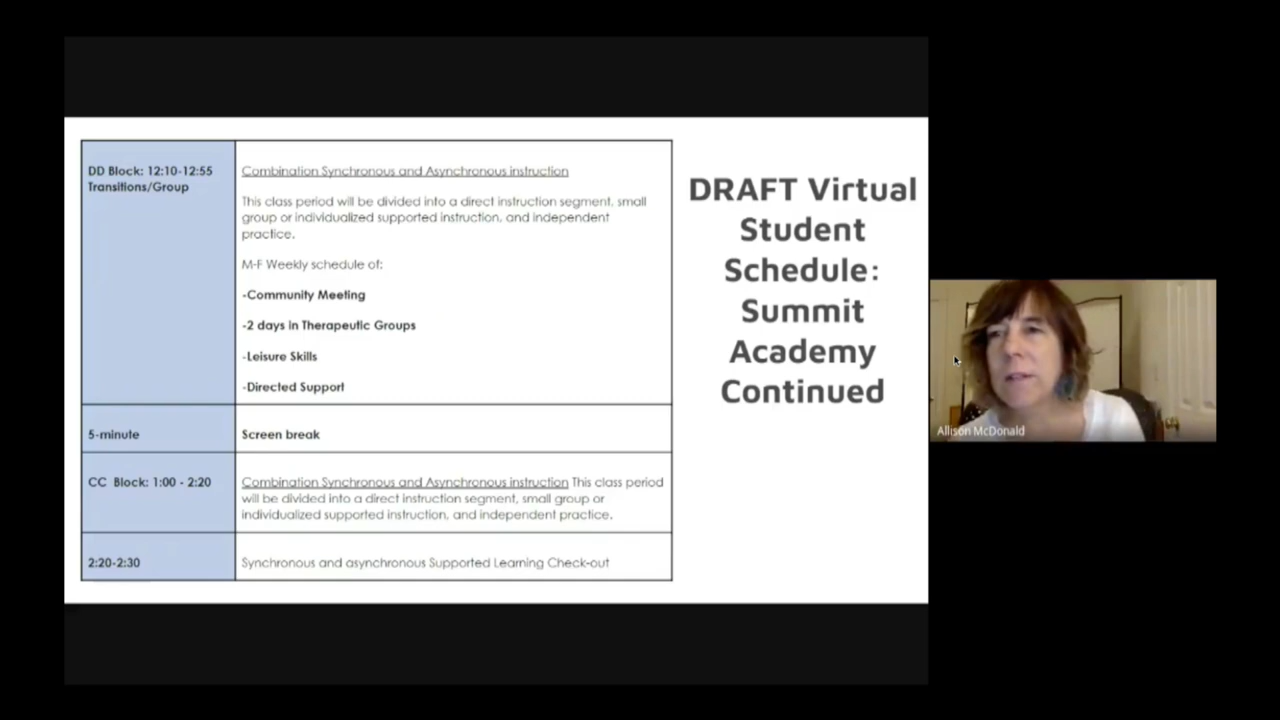 DD Block: 12:10-12:55
Transitions/Group
Combination Synchronous and Asynchronous instruction
This class period will be divided into a direct instruction segment, small
group or individualized supported instruction, and independent
practice.
M-F Weekly schedule of:
-Community Meeting
-2 days in Therapeutic Groups
-Leisure Skills
-Directed Support
5-minute
Screen break
CC Block: 1:00 - 2:20
Combination Synchronous and Asynchronous instruction This class period
will be divided into a direct instruction segment, small group or
individualized supported instruction, and independent practice.
2:20-2:30
Synchronous and asynchronous Supported Learning Check-out
DRAFT Virtual
Student
Schedule:
Summit
Academy
Continued
Allison McDonald